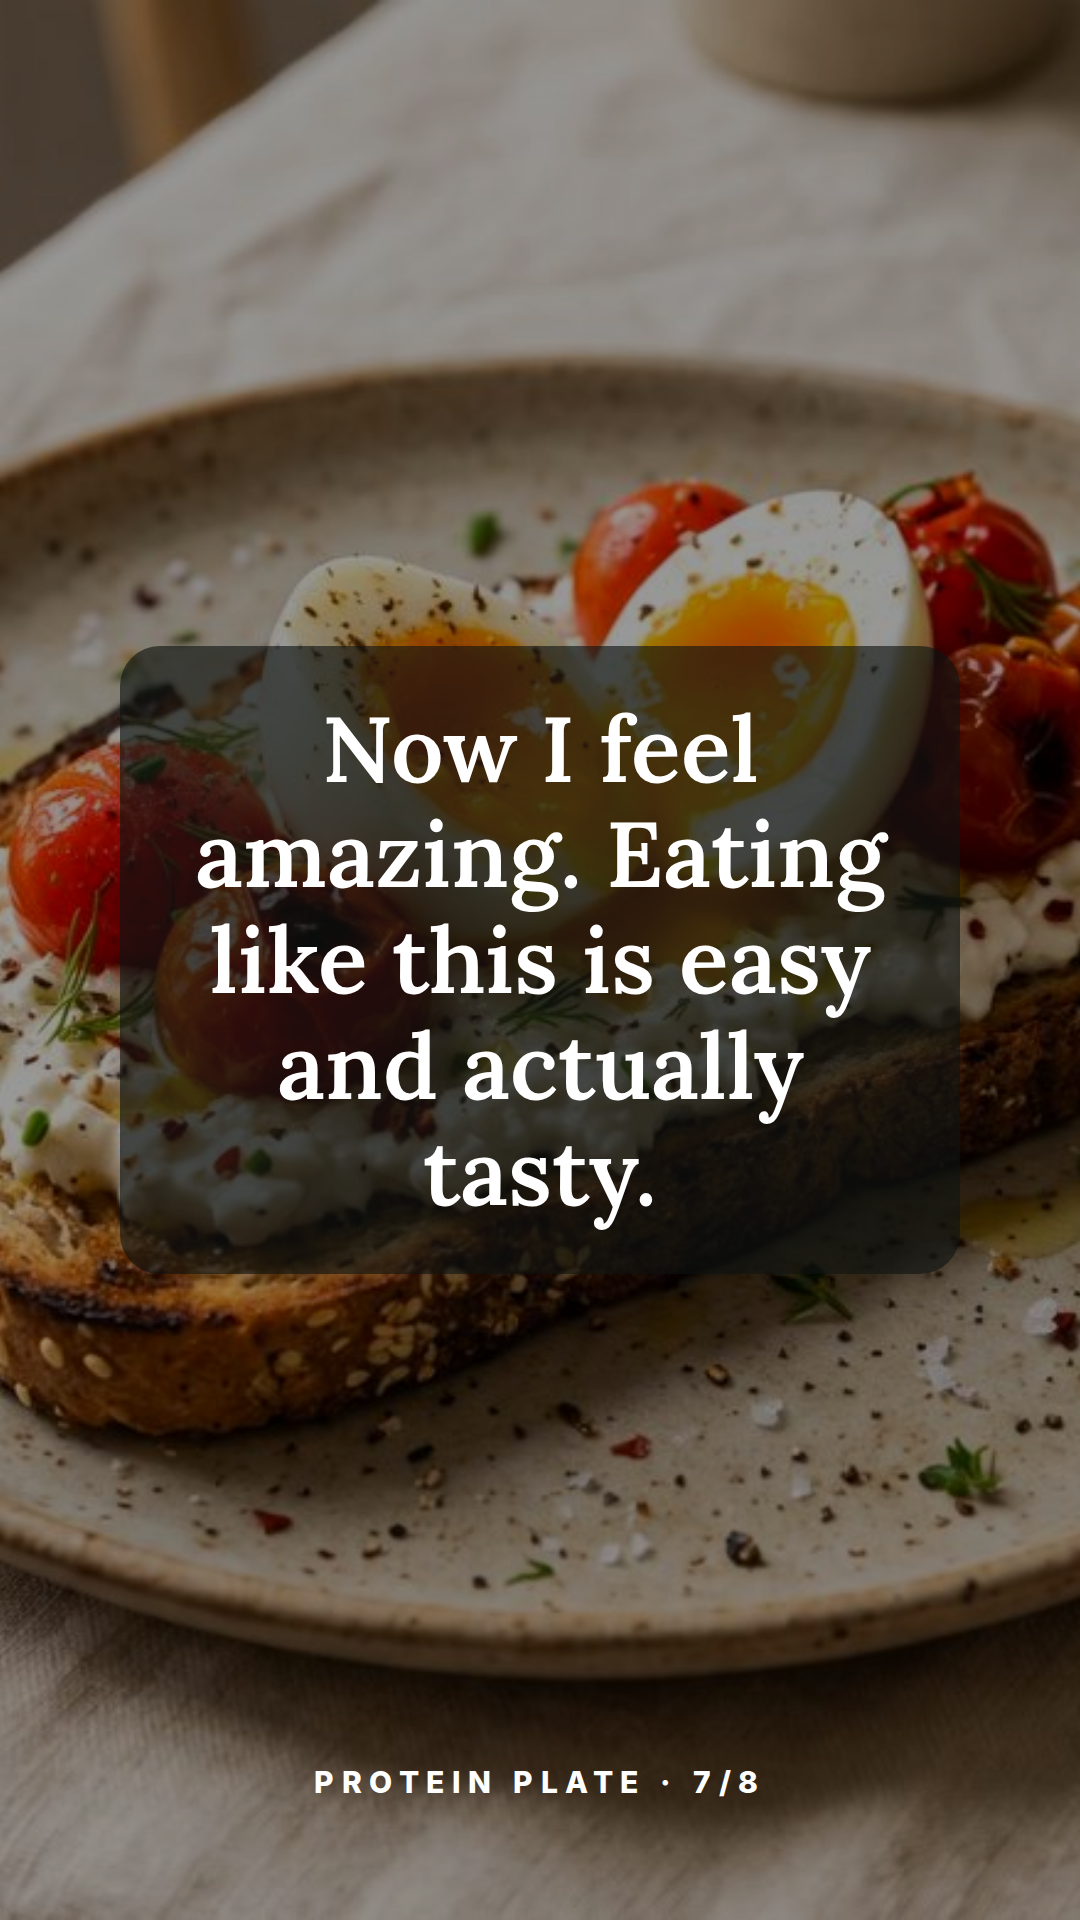 Now I feel
amazing. Eating
like this is easy
and actually
tasty.
PROTEIN PLATE · 7/8